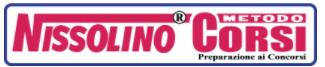 NISSOLINO® METODO
CORSI
Preparazione ai Concorsi